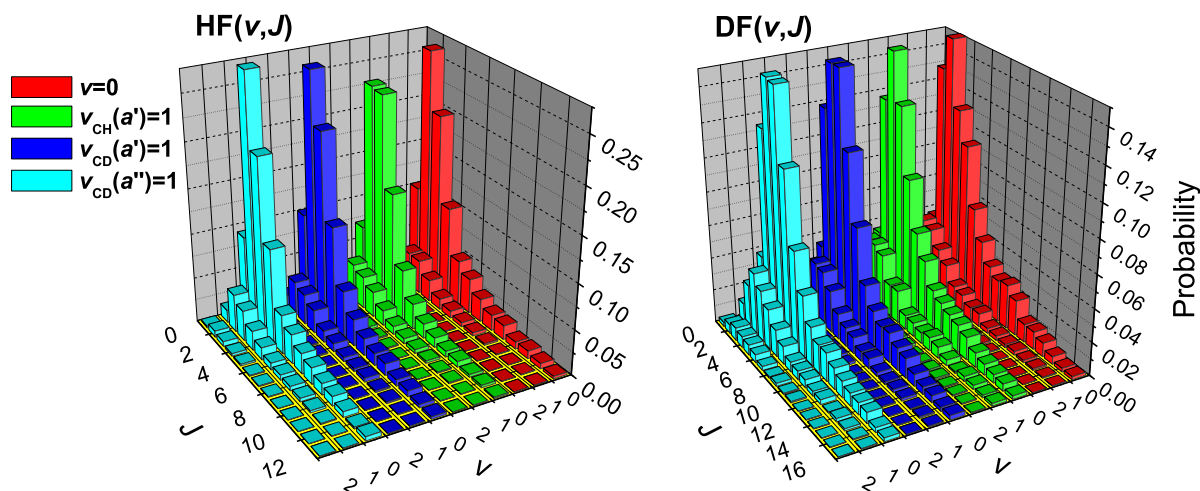 HF(v,J)
v=0
vCH(a')=1
vCD(a')=1
vCD(a'')=1
0.25
0.20
0.15
0.10
0.05
0.00
0
2
4
6
8
10
12
J
2 1 0 2 1 0 2 1 0 2 1 0
v
DF(v,J)
0.14
0.12
0.10
0.08
0.06
0.04
0.02
0.00
Probability
0
2
4
6
8
10
12
14
16
J
2 1 0 2 1 0 2 1 0 2 1 0
v